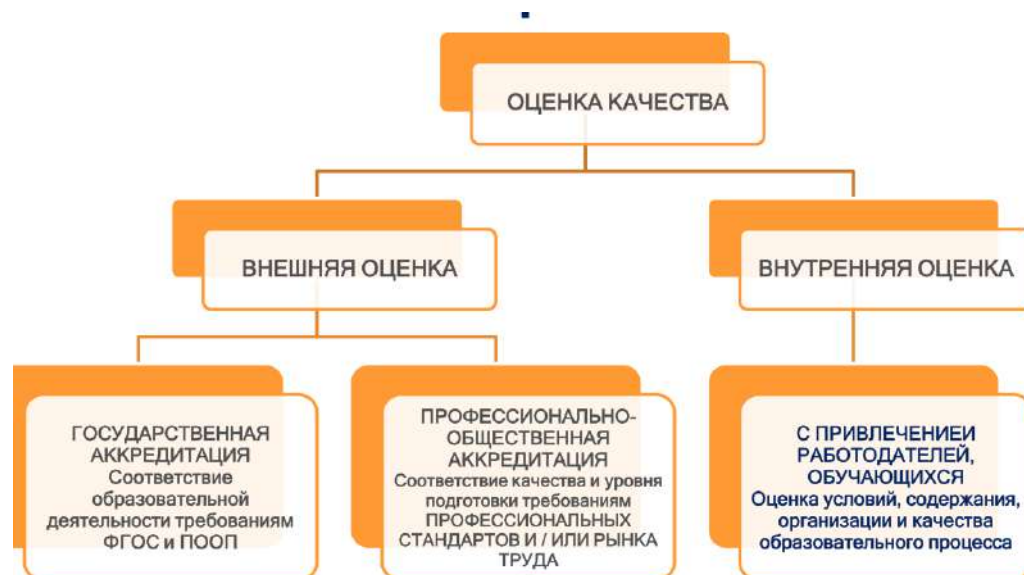 ОЦЕНКА КАЧЕСТВА
ВНЕШНЯЯ ОЦЕНКА
ВНУТРЕННЯЯ ОЦЕНКА
ГОСУДАРСТВЕННАЯ
АККРЕДИТАЦИЯ
Соответствие
образовательной
деятельности требованиям
ФГОС и ПООП
ПРОФЕССИОНАЛЬНО-
ОБЩЕСТВЕННАЯ
АККРЕДИТАЦИЯ
Соответствие качества и уровня
подготовки требованиям
ПРОФЕССИОНАЛЬНЫХ
СТАНДАРТОВ И / ИЛИ РЫНКА
ТРУДА
С ПРИВЛЕЧЕНИЕИ
РАБОТОДАТЕЛЕЙ,
ОБУЧАЮЩИХСЯ
Оценка условий, содержания,
организации и качества
образовательного процесса